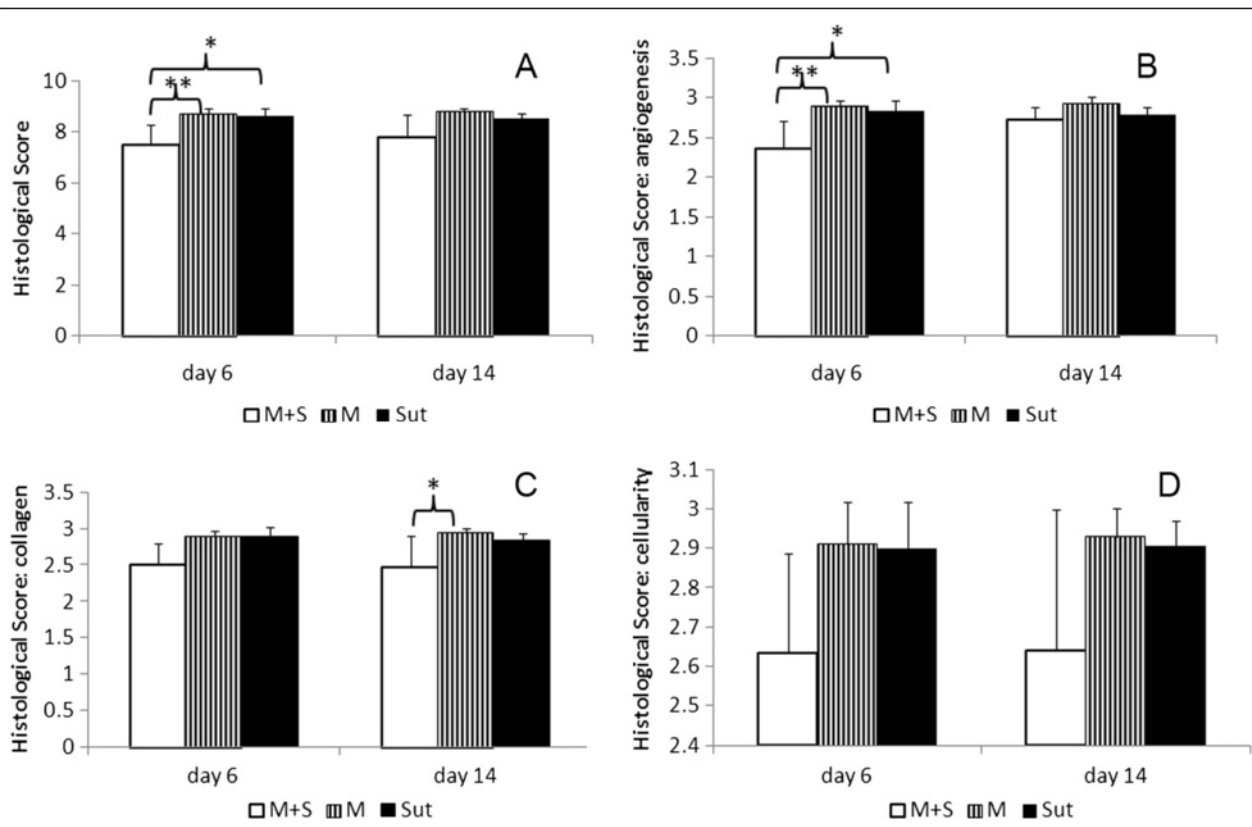 A
* 
**
Histological Score
10
8
6
4
2
0
day 6 day 14
M+S M Sut
B
*
**
Histological Score: angiogenesis
3.5
3
2.5
2
1.5
1
0.5
0
day 6 day 14
M+S M Sut
C
*
Histological Score: collagen
3.5
3
2.5
2
1.5
1
0.5
0
day 6 day 14
M+S M Sut
D
Histological Score: cellularity
3.1
3
2.9
2.8
2.7
2.6
2.5
2.4
day 6 day 14
M+S M Sut